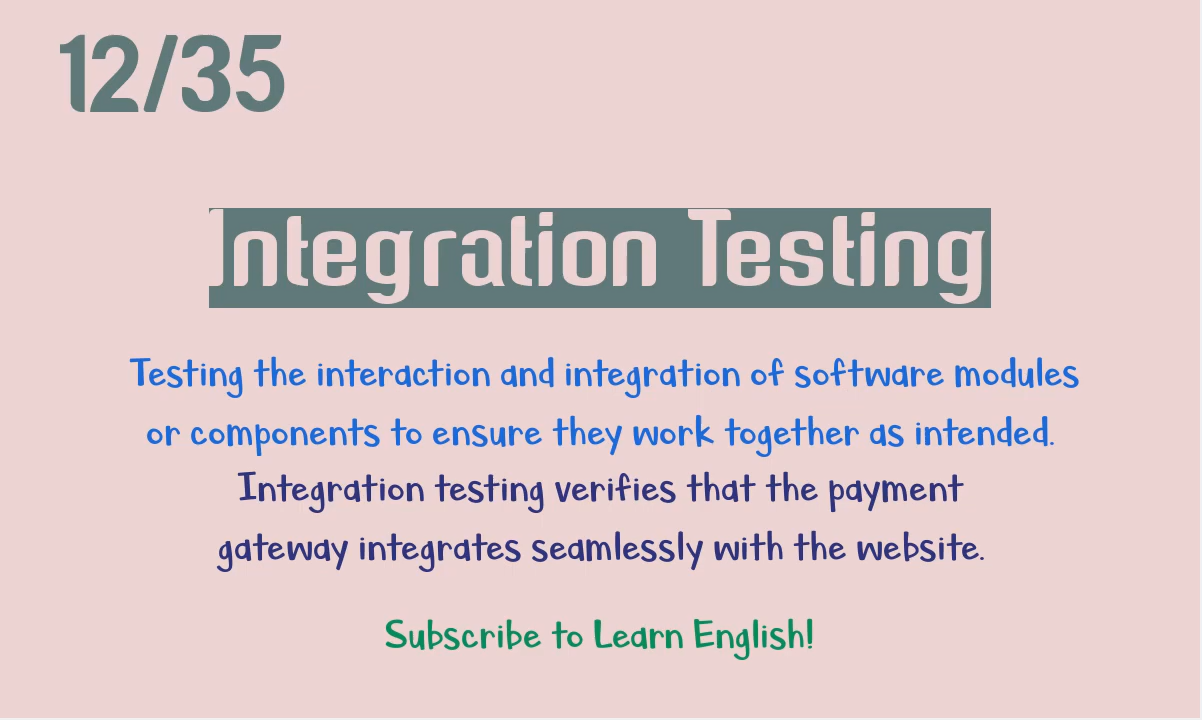 12/35
Integration Testing
Testing the interaction and integration of software modules
or components to ensure they work together as intended.
Integration testing verifies that the payment
gateway integrates seamlessly with the website.
Subscribe to Learn English!